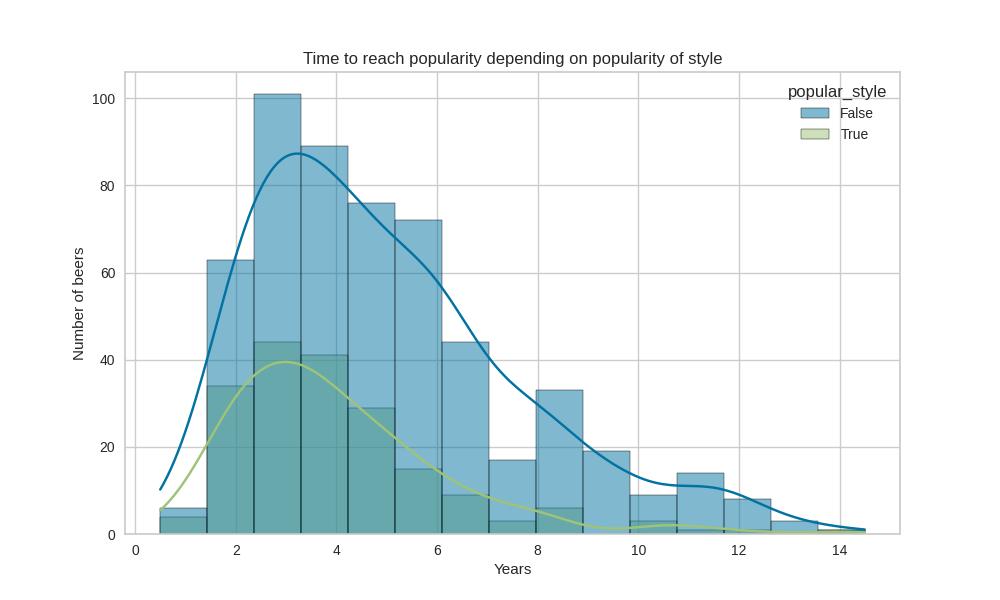 Time to reach popularity depending on popularity of style
popular_style
False
True
Number of beers
100
80
60
40
20
0
0 2 4 6 8 10 12 14
Years